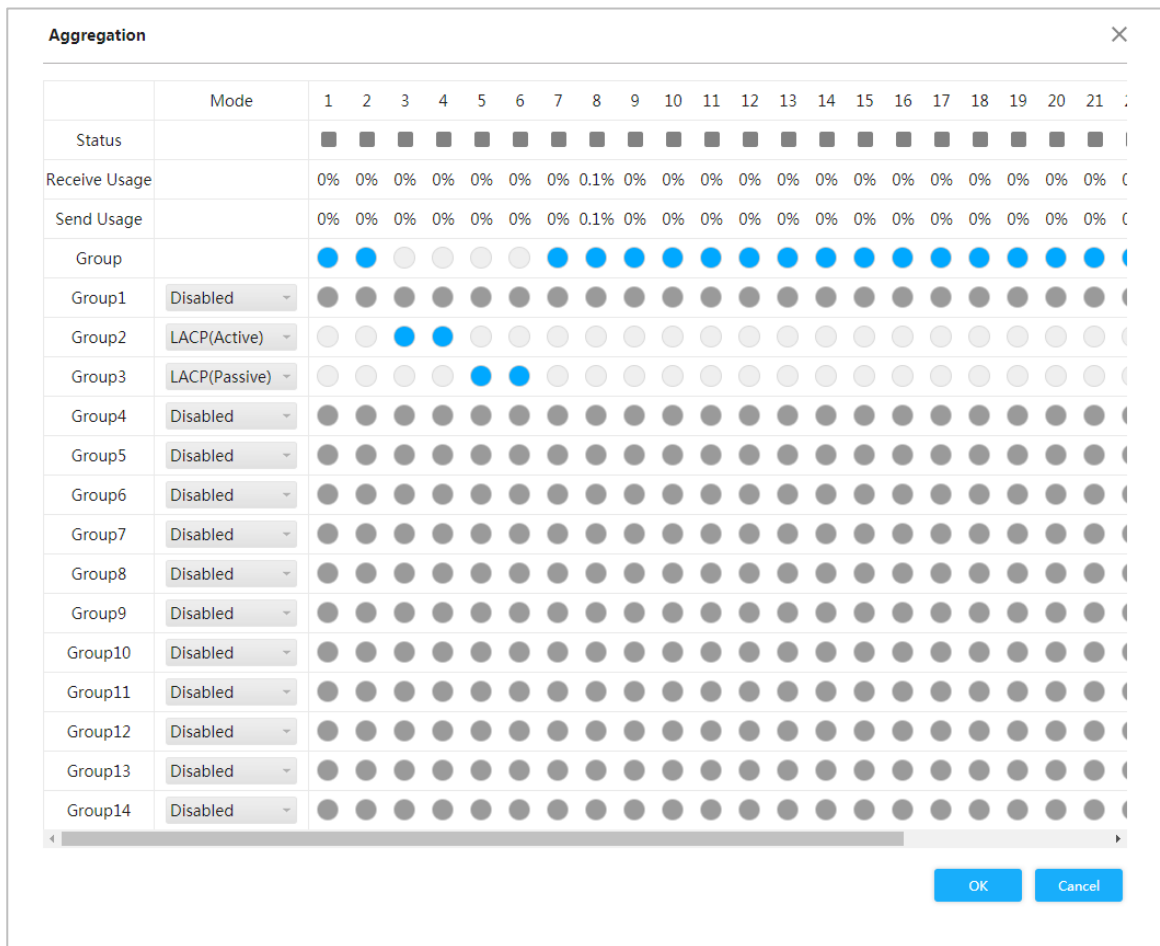 Aggregation
Mode 1 2 3 4 5 6 7 8 9 10 11 12 13 14 15 16 17 18 19 20 21
Status
Receive Usage 0% 0% 0% 0% 0% 0% 0% 0.1% 0% 0% 0% 0% 0% 0% 0% 0% 0% 0% 0% 0% 0%
Send Usage 0% 0% 0% 0% 0% 0% 0% 0.1% 0% 0% 0% 0% 0% 0% 0% 0% 0% 0% 0% 0% 0%
Group
Group1 Disabled
Group2 LACP(Active)
Group3 LACP(Passive)
Group4 Disabled
Group5 Disabled
Group6 Disabled
Group7 Disabled
Group8 Disabled
Group9 Disabled
Group10 Disabled
Group11 Disabled
Group12 Disabled
Group13 Disabled
Group14 Disabled
OK Cancel